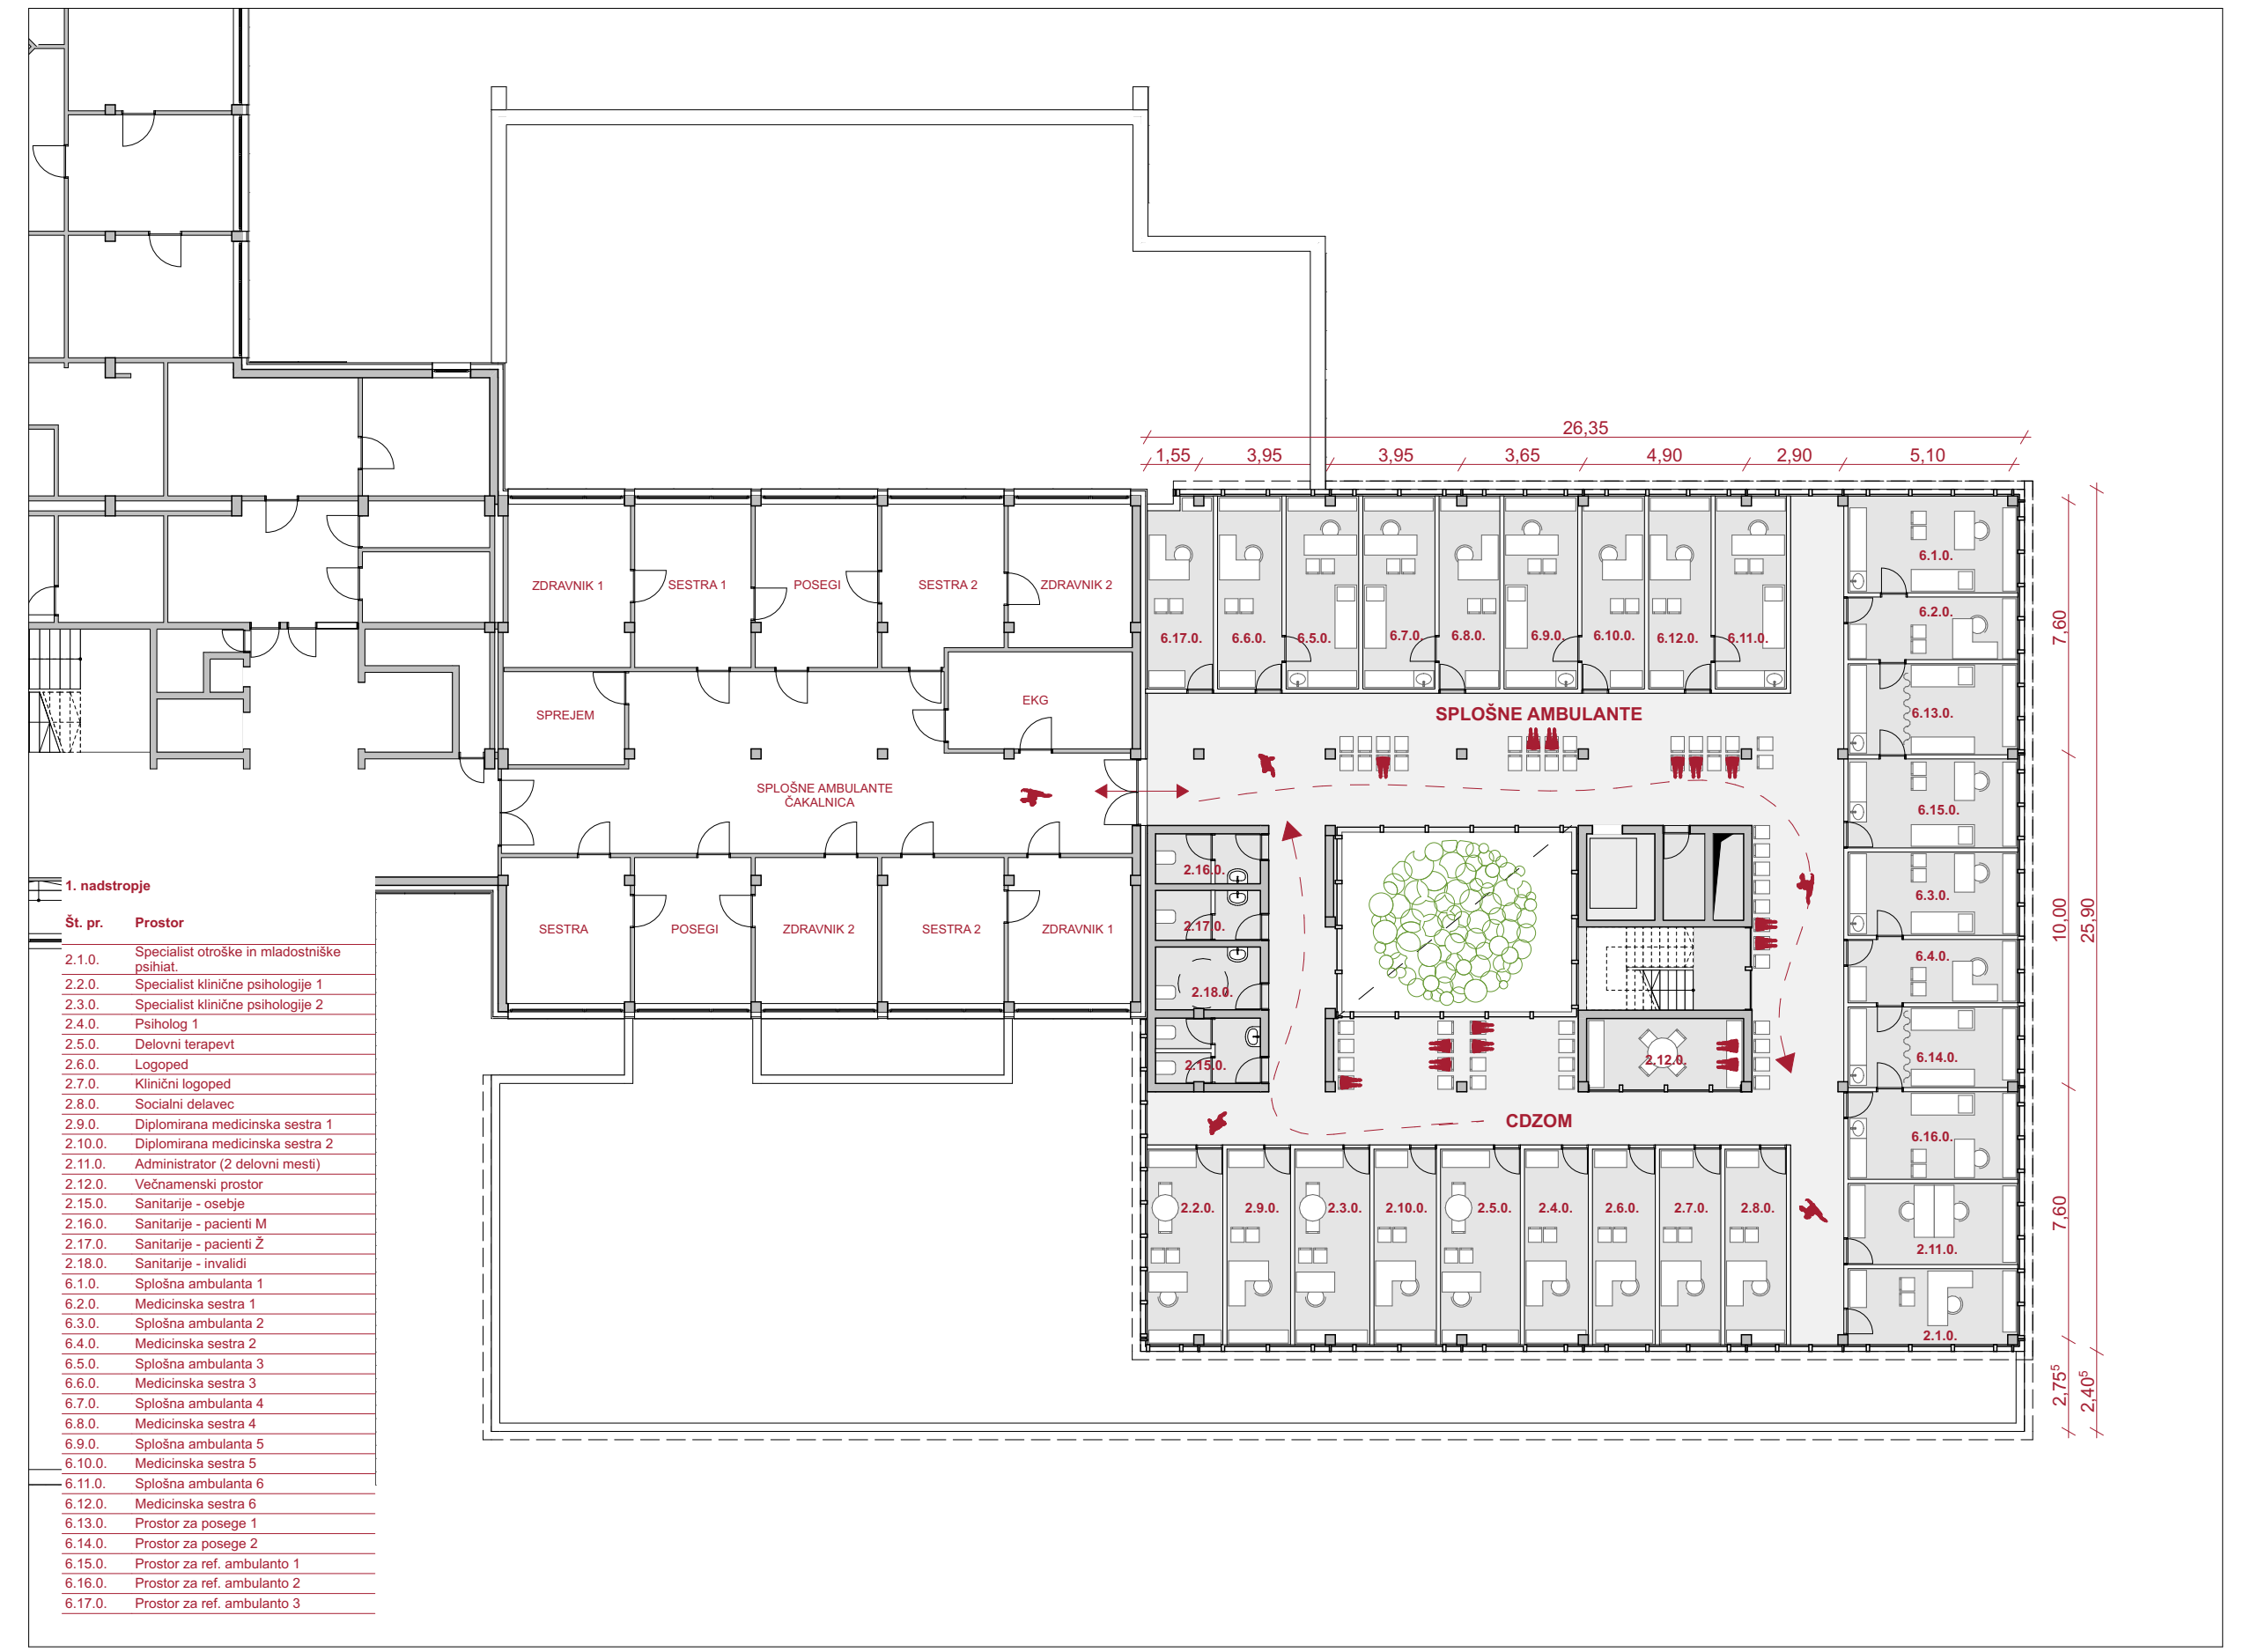 26,35
1,55 3,95 3,95 3,65 4,90 2,90 5,10
ZDRAVNIK 1 SESTRA 1 POSEGI SESTRA 2 ZDRAVNIK 2
SPREJEM
EKG
SPLOŠNE AMBULANTE
ČAKALNICA
SESTRA POSEGI ZDRAVNIK 2 SESTRA 2 ZDRAVNIK 1
6.17.0. 6.6.0. 6.5.0. 6.7.0. 6.8.0. 6.9.0. 6.10.0. 6.12.0. 6.11.0.
SPLOŠNE AMBULANTE
6.1.0.
6.2.0.
6.13.0.
6.15.0.
6.3.0.
6.4.0.
6.14.0.
6.16.0.
2.11.0.
2.1.0.
2.16.0.
2.17.0.
2.18.0.
2.15.0.
2.12.0.
CDZOM
2.2.0. 2.9.0. 2.3.0. 2.10.0. 2.5.0. 2.4.0. 2.6.0. 2.7.0. 2.8.0.
7,60
10,00
7,60
2,75⁵
25,90
2,40⁵
1. nadstropje
Št. pr. Prostor
2.1.0. Specialist otroške in mladostniške
psihiat.
2.2.0. Specialist klinične psihologije 1
2.3.0. Specialist klinične psihologije 2
2.4.0. Psiholog 1
2.5.0. Delovni terapevt
2.6.0. Logoped
2.7.0. Klinični logoped
2.8.0. Socialni delavec
2.9.0. Diplomirana medicinska sestra 1
2.10.0. Diplomirana medicinska sestra 2
2.11.0. Administrator (2 delovni mesti)
2.12.0. Večnamenski prostor
2.15.0. Sanitarije - osebje
2.16.0. Sanitarije - pacienti M
2.17.0. Sanitarije - pacienti Ž
2.18.0. Sanitarije - invalidi
6.1.0. Splošna ambulanta 1
6.2.0. Medicinska sestra 1
6.3.0. Splošna ambulanta 2
6.4.0. Medicinska sestra 2
6.5.0. Splošna ambulanta 3
6.6.0. Medicinska sestra 3
6.7.0. Splošna ambulanta 4
6.8.0. Medicinska sestra 4
6.9.0. Splošna ambulanta 5
6.10.0. Medicinska sestra 5
6.11.0. Splošna ambulanta 6
6.12.0. Medicinska sestra 6
6.13.0. Prostor za posege 1
6.14.0. Prostor za posege 2
6.15.0. Prostor za ref. ambulanto 1
6.16.0. Prostor za ref. ambulanto 2
6.17.0. Prostor za ref. ambulanto 3